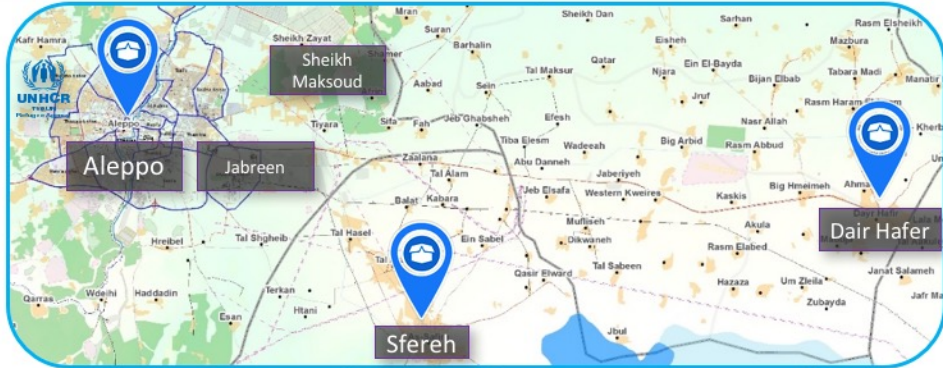 Mran
Sheikh Dan
Sarhan
Rasm Elsheikh
Kafr Hamra
Sheikh Zayat
Suran
Barhalin
Eisheh
Mazbura
Sheikh
Maksoud
Qatar
Ein El-Bayda
Tal Maksur
Njara
Bijan Elbab
Tabara Madi
Aabad
Sein
Jruf
UNHCR
Aleppo
Tiyara
Sifa
Fah
Jeb Ghabsheh
Efesh
Nasr Allah
Tiba Elesm
Wadeeah
Big Arbid
Rasm Abbud
Aleppo
Jabreen
Zaalana
Abu Danneh
Tal Alam
Jaberiyeh
Jeb Elsafa
Western Kweires
Kaskis
Big Hmeimeh
Balat
Kabara
Dair Hafer
Mufliseh
Akula
Hreibel
Tal Shgheib
Tal Hasel
Ein Sabel
Dikwaneh
Rasm Elabed
Tal Sabeen
Qasir Elward
Hazaza
Um Zleila
Janat Salameh
Qarras
Wdeihi
Haddadin
Terkan
Htani
Zubayda
Esan
Jbul
Sfereh